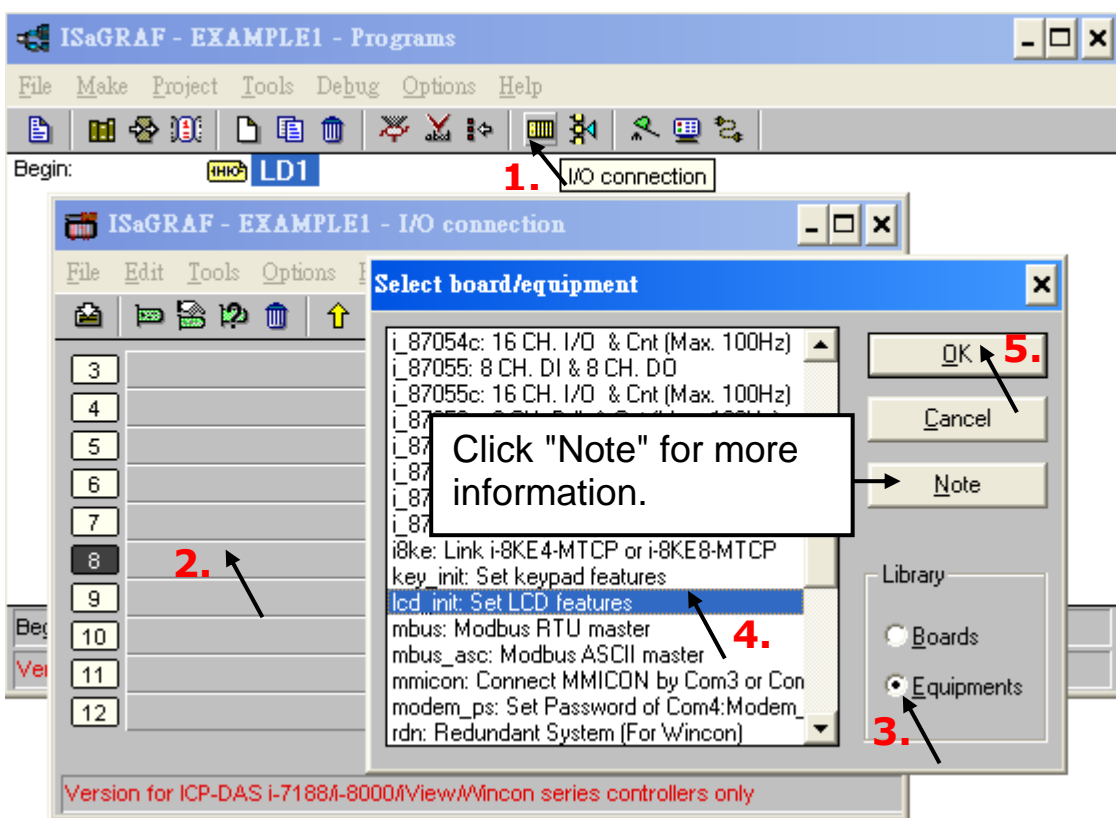 ISaGRAF - EXAMPLE1 - Programs
File Make Project Tools Debug Options Help
Begin: LD1
1. I/O connection
ISaGRAF - EXAMPLE1 - I/O connection
File Edit Tools Options
Select board/equipment
i_87054c: 16 CH. I/O & Cnt (Max. 100Hz)
i_87055: 8 CH. DI & 8 CH. DO
i_87055c: 16 CH. I/O & Cnt (Max. 100Hz)
i_87
i_87
i_87
i_87
Click "Note" for more
information.
i8ke: Link i-8KE4-MTCP or i-8KE8-MTCP
key_init: Set keypad features
lcd_init: Set LCD features
mbus: Modbus RTU master
mbus_asc: Modbus ASCII master
mmicon: Connect MMICON by Com3 or Com
modem_ps: Set Password of Com4:Modem_
rdn: Redundant System (For Wincon)
OK
5.
Cancel
Note
Library
Boards
Equipments
3.
4.
2.
3
4
5
6
7
8
9
10
11
12
Version for ICP-DAS i-7188/i-8000/iView/Wincon series controllers only